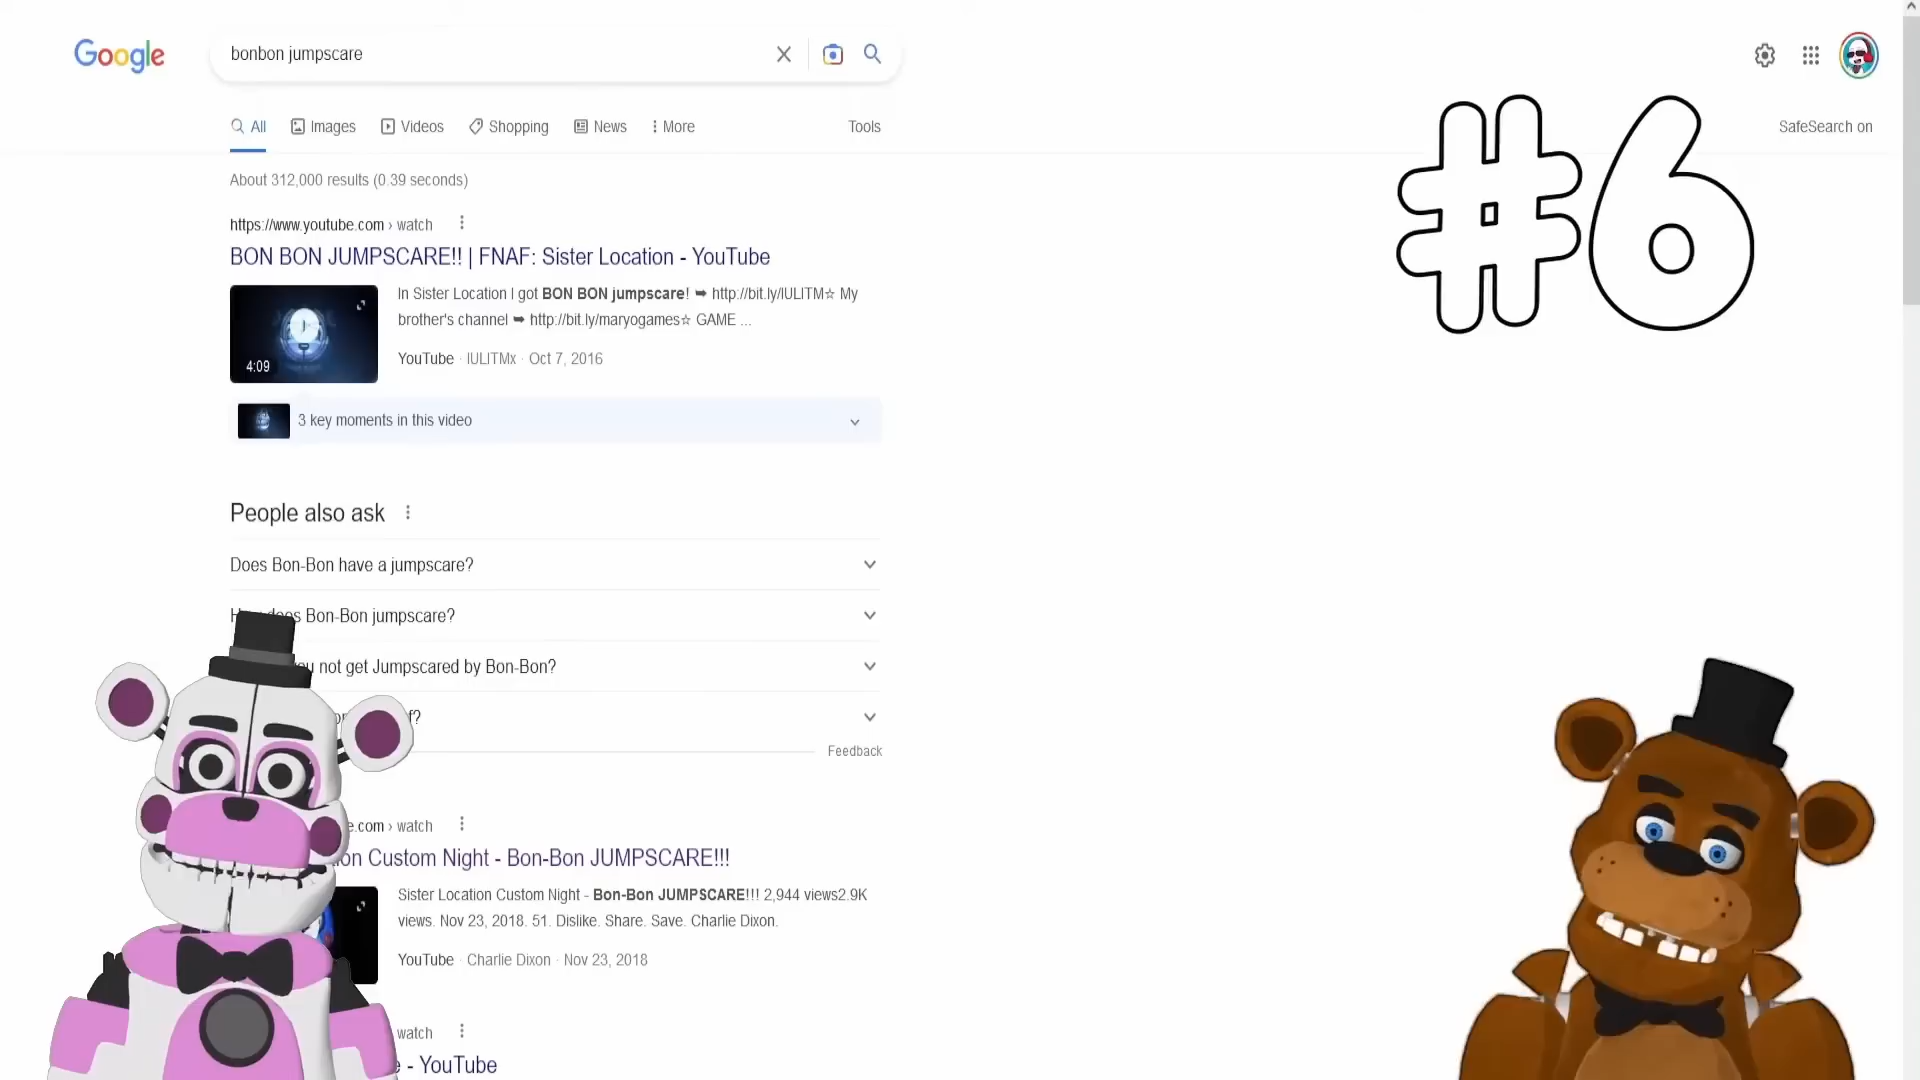 Google
bonbon jumpscare
All Images Videos Shopping News More Tools
SafeSearch on
#6
About 312,000 results (0.39 seconds)
https://www.youtube.com › watch
BON BON JUMPSCARE!! | FNAF: Sister Location - YouTube
In Sister Location I got BON BON jumpscare! ➥ http://bit.ly/IULITM☆ My
brother's channel ➥ http://bit.ly/maryogames☆ GAME ...
4:09
YouTube · IULITMx · Oct 7, 2016
3 key moments in this video
People also ask
Does Bon-Bon have a jumpscare?
does Bon-Bon jumpscare?
not get Jumpscared by Bon-Bon?
Feedback
.com › watch
Custom Night - Bon-Bon JUMPSCARE!!!
Sister Location Custom Night - Bon-Bon JUMPSCARE!!! 2,944 views2.9K
views. Nov 23, 2018. 51. Dislike. Share. Save. Charlie Dixon.
YouTube · Charlie Dixon · Nov 23, 2018
watch
- YouTube